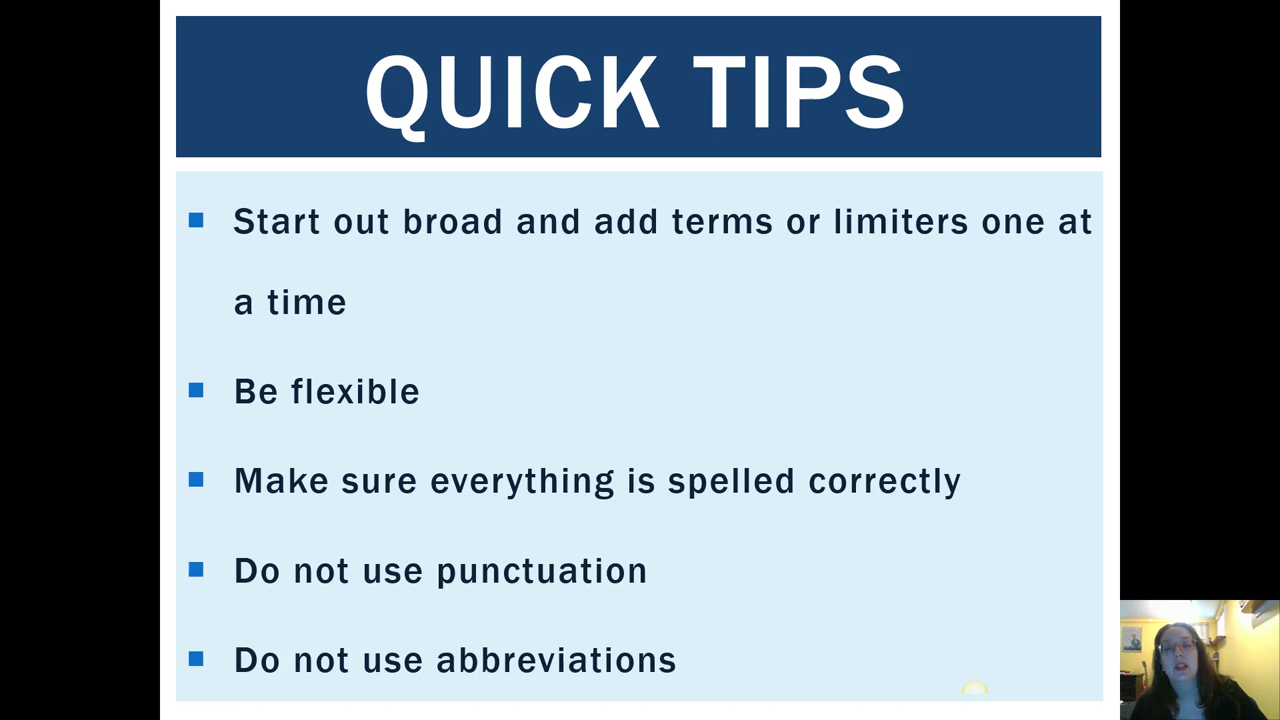 QUICK TIPS
Start out broad and add terms or limiters one at
a time
Be flexible
Make sure everything is spelled correctly
Do not use punctuation
Do not use abbreviations